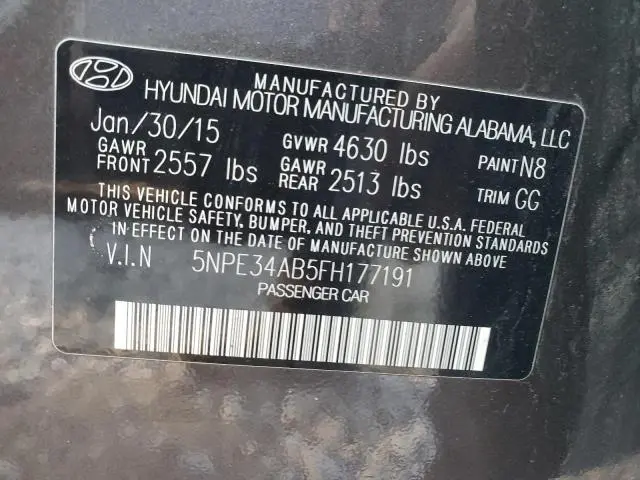 MANUFACTURED BY
HYUNDAI MOTOR MANUFACTURING ALABAMA, LLC
Jan/30/15 GVWR 4630 lbs PAINT N8
GAWR FRONT 2557 lbs GAWR REAR 2513 lbs TRIM GG
THIS VEHICLE CONFORMS TO ALL APPLICABLE U.S.A. FEDERAL
MOTOR VEHICLE SAFETY, BUMPER, AND THEFT PREVENTION STANDARDS
IN EFFECT ON THE DATE OF MANUFACTURE SHOWN ABOVE.
V.I.N 5NPE34AB5FH177191
PASSENGER CAR